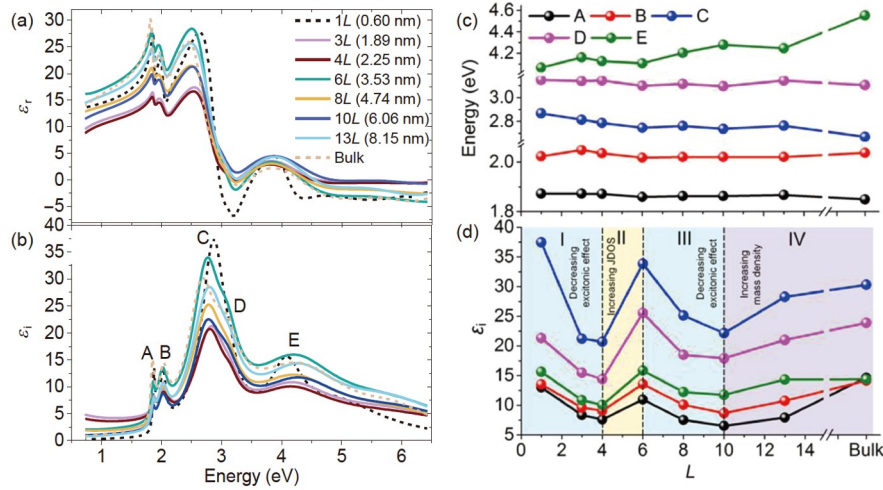 (a)
30
25
20
15
10
5
0
−5
εr
1L (0.60 nm)
3L (1.89 nm)
4L (2.25 nm)
6L (3.53 nm)
8L (4.74 nm)
10L (6.06 nm)
13L (8.15 nm)
Bulk
(b)
40
35
30
25
20
15
10
5
0
εi
A
B
C
D
E
1 2 3 4 5 6
Energy (eV)
(c)
A B C
D E
4.6
4.4
4.2
3.0
2.8
2.0
1.8
Energy (eV)
(d)
I II III IV
Decreasing
excitonic effect
Increasing JDOS
Decreasing
excitonic effect
Increasing
mass density
40
35
30
25
20
15
10
5
εi
0 2 4 6 8 10 12 14 Bulk
L